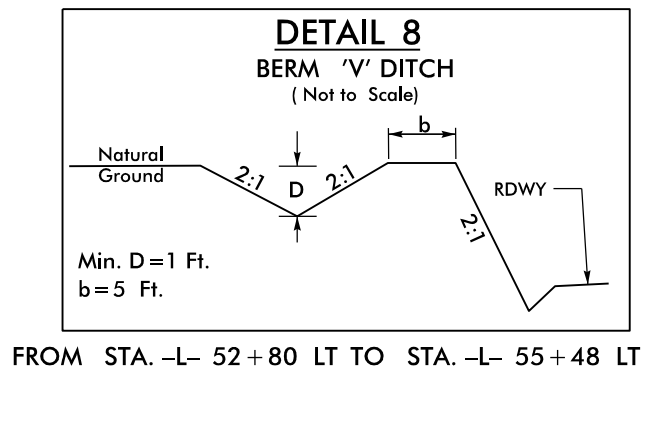 DETAIL 8
BERM 'V' DITCH
( Not to Scale)
b
Natural
Ground
2:1
D
2:1
RDWY
2:1
Min. D=1 Ft.
b=5 Ft.
FROM STA. -L- 52+80 LT TO STA. -L- 55+48 LT